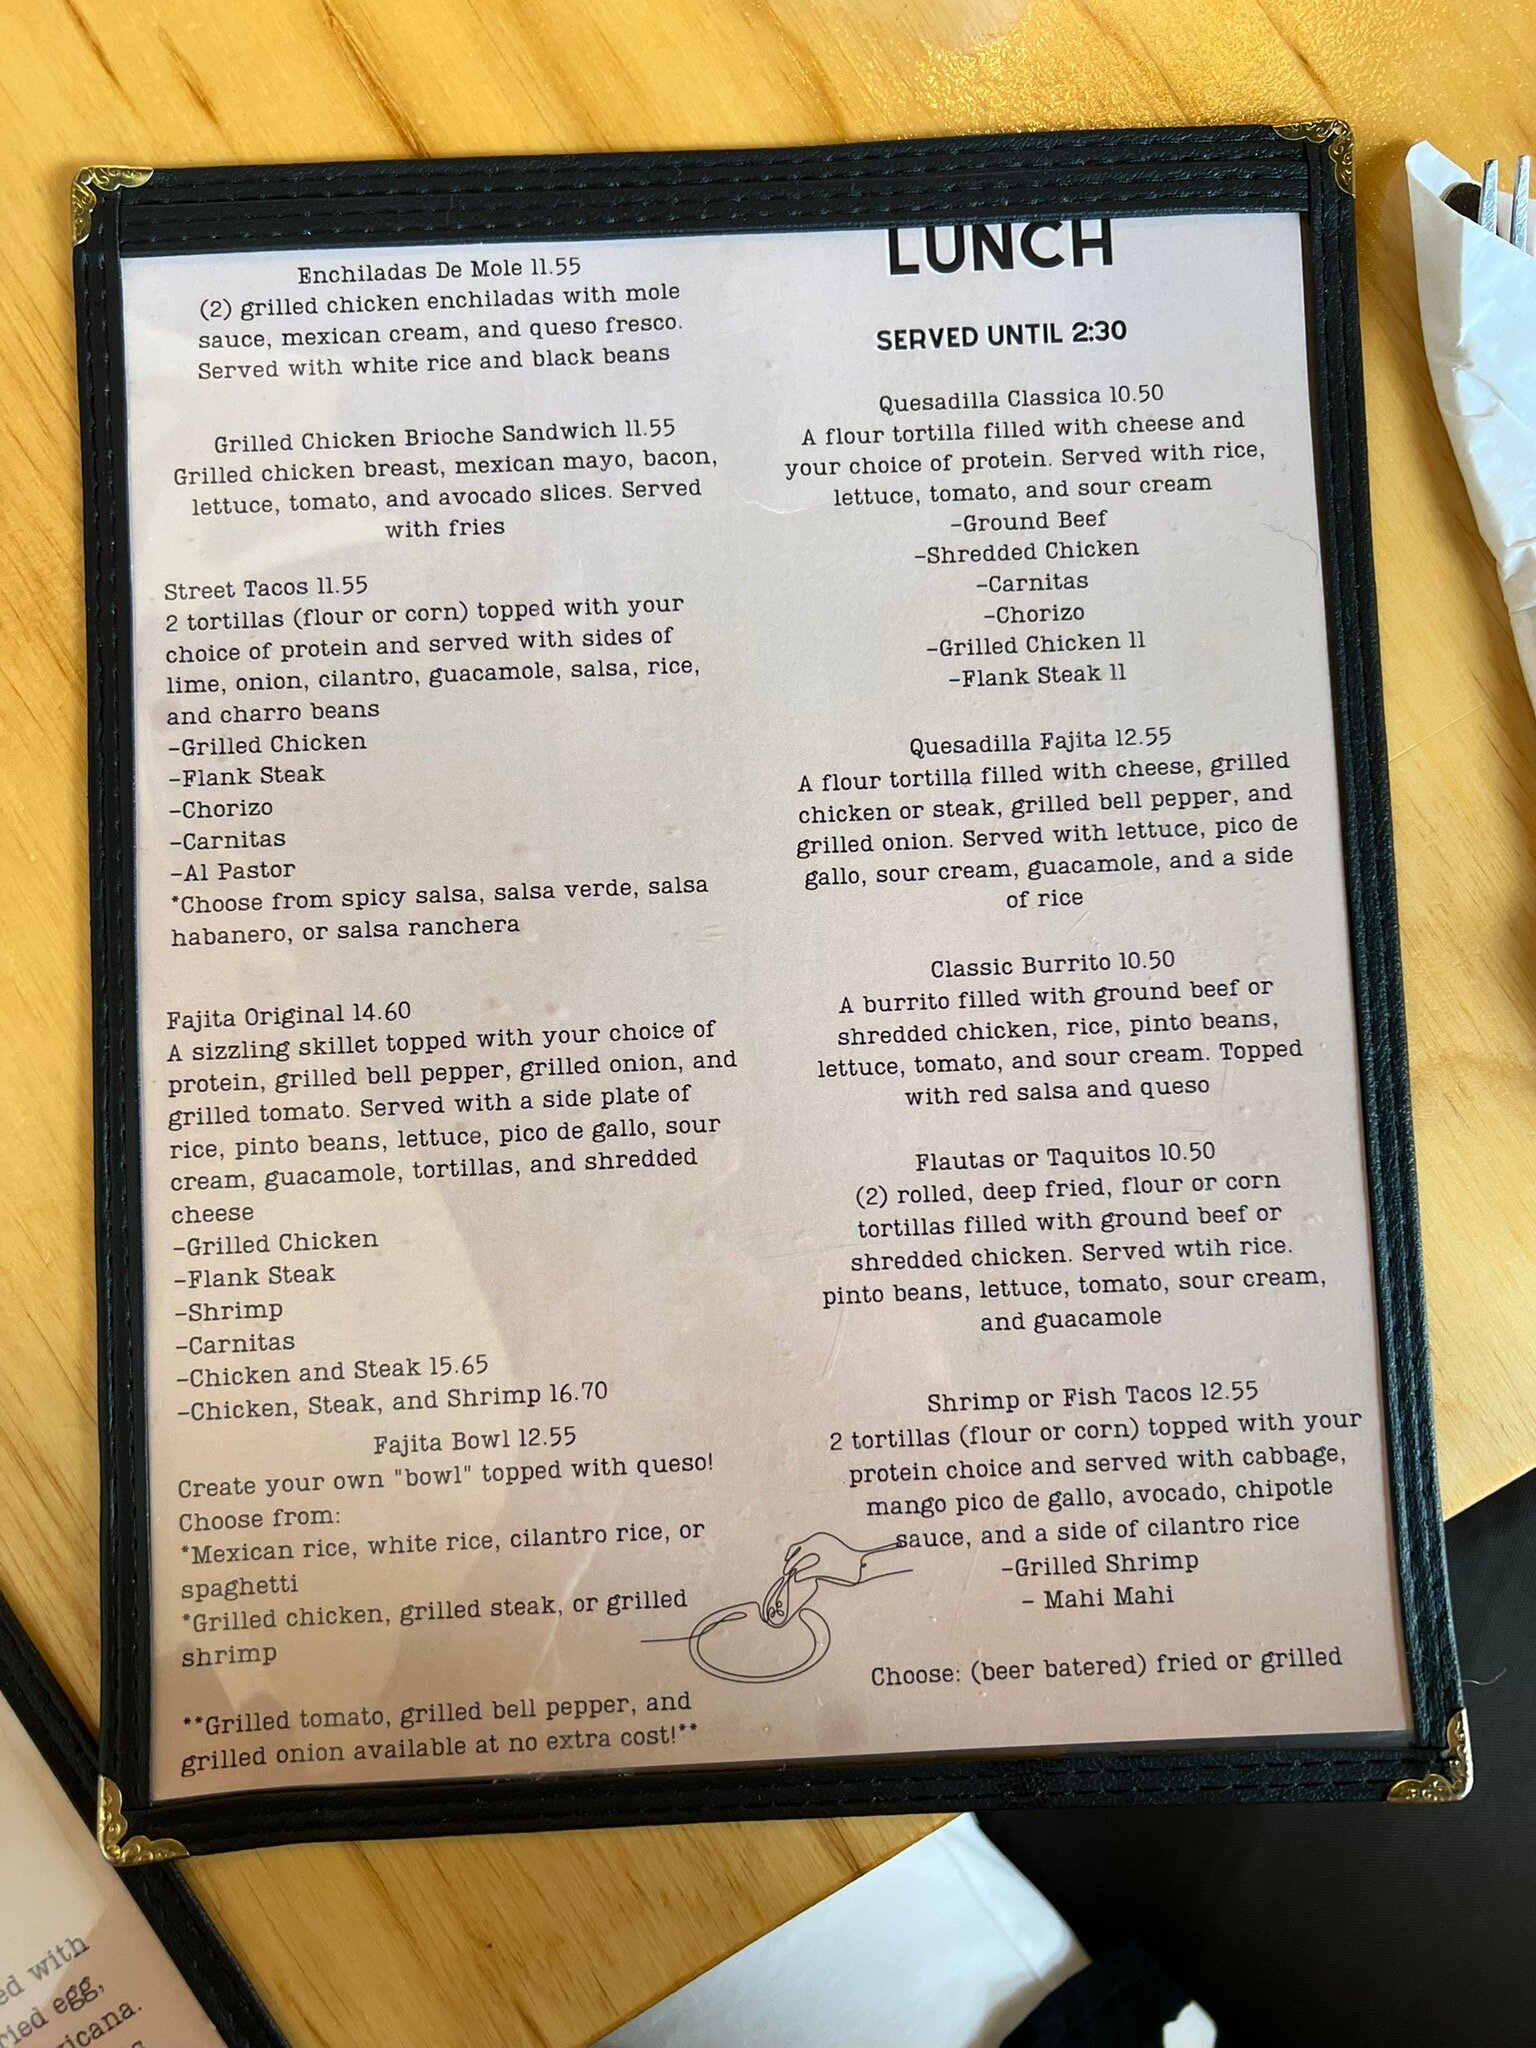 Enchiladas De Mole 11.55
(2) grilled chicken enchiladas with mole
sauce, mexican cream, and queso fresco.
Served with white rice and black beans
Grilled Chicken Brioche Sandwich 11.55
Grilled chicken breast, mexican mayo, bacon,
lettuce, tomato, and avocado slices. Served
with fries
Street Tacos 11.55
2 tortillas (flour or corn) topped with your
choice of protein and served with sides of
lime, onion, cilantro, guacamole, salsa, rice,
and charro beans
-Grilled Chicken
-Flank Steak
-Chorizo
-Carnitas
-Al Pastor
*Choose from spicy salsa, salsa verde, salsa
habanero, or salsa ranchera
Fajita Original 14.60
A sizzling skillet topped with your choice of
protein, grilled bell pepper, grilled onion, and
grilled tomato. Served with a side plate of
rice, pinto beans, lettuce, pico de gallo, sour
cream, guacamole, tortillas, and shredded
cheese
-Grilled Chicken
-Flank Steak
-Shrimp
-Carnitas
-Chicken and Steak 15.65
-Chicken, Steak, and Shrimp 16.70
Fajita Bowl 12.55
Create your own "bowl" topped with queso!
Choose from:
*Mexican rice, white rice, cilantro rice, or
spaghetti
*Grilled chicken, grilled steak, or grilled
shrimp
**Grilled tomato, grilled bell pepper, and
grilled onion available at no extra cost!**
LUNCH
SERVED UNTIL 2:30
Quesadilla Classica 10.50
A flour tortilla filled with cheese and
your choice of protein. Served with rice,
lettuce, tomato, and sour cream
-Ground Beef
-Shredded Chicken
-Carnitas
-Chorizo
-Grilled Chicken 11
-Flank Steak 11
Quesadilla Fajita 12.55
A flour tortilla filled with cheese, grilled
chicken or steak, grilled bell pepper, and
grilled onion. Served with lettuce, pico de
gallo, sour cream, guacamole, and a side
of rice
Classic Burrito 10.50
A burrito filled with ground beef or
shredded chicken, rice, pinto beans,
lettuce, tomato, and sour cream. Topped
with red salsa and queso
Flautas or Taquitos 10.50
(2) rolled, deep fried, flour or corn
tortillas filled with ground beef or
shredded chicken. Served wtih rice.
pinto beans, lettuce, tomato, sour cream,
and guacamole
Shrimp or Fish Tacos 12.55
2 tortillas (flour or corn) topped with your
protein choice and served with cabbage,
mango pico de gallo, avocado, chipotle
sauce, and a side of cilantro rice
-Grilled Shrimp
- Mahi Mahi
Choose: (beer batered) fried or grilled
with
egg,